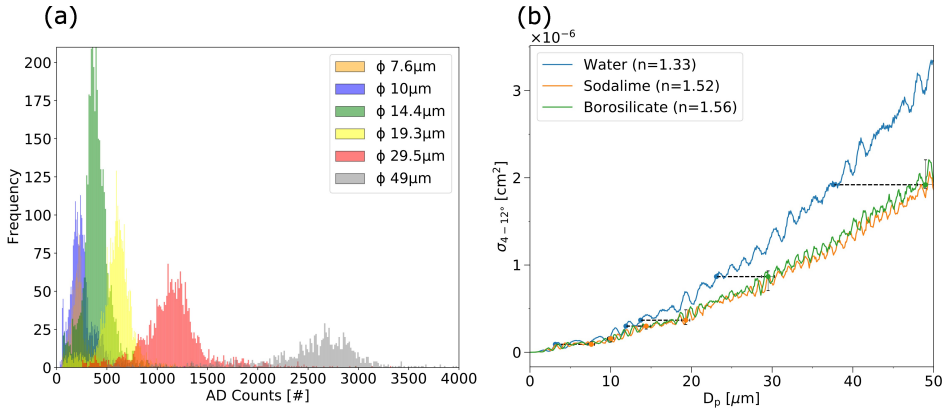 (a)
Frequency
200
175
150
125
100
75
50
25
0
0 500 1000 1500 2000 2500 3000 3500 4000
AD Counts [#]
ϕ 7.6μm
ϕ 10μm
ϕ 14.4μm
ϕ 19.3μm
ϕ 29.5μm
ϕ 49μm
(b)
×10⁻⁶
σ₄₋₁₂° [cm²]
3
2
1
0
0 10 20 30 40 50
Dₚ [μm]
Water (n=1.33)
Sodalime (n=1.52)
Borosilicate (n=1.56)